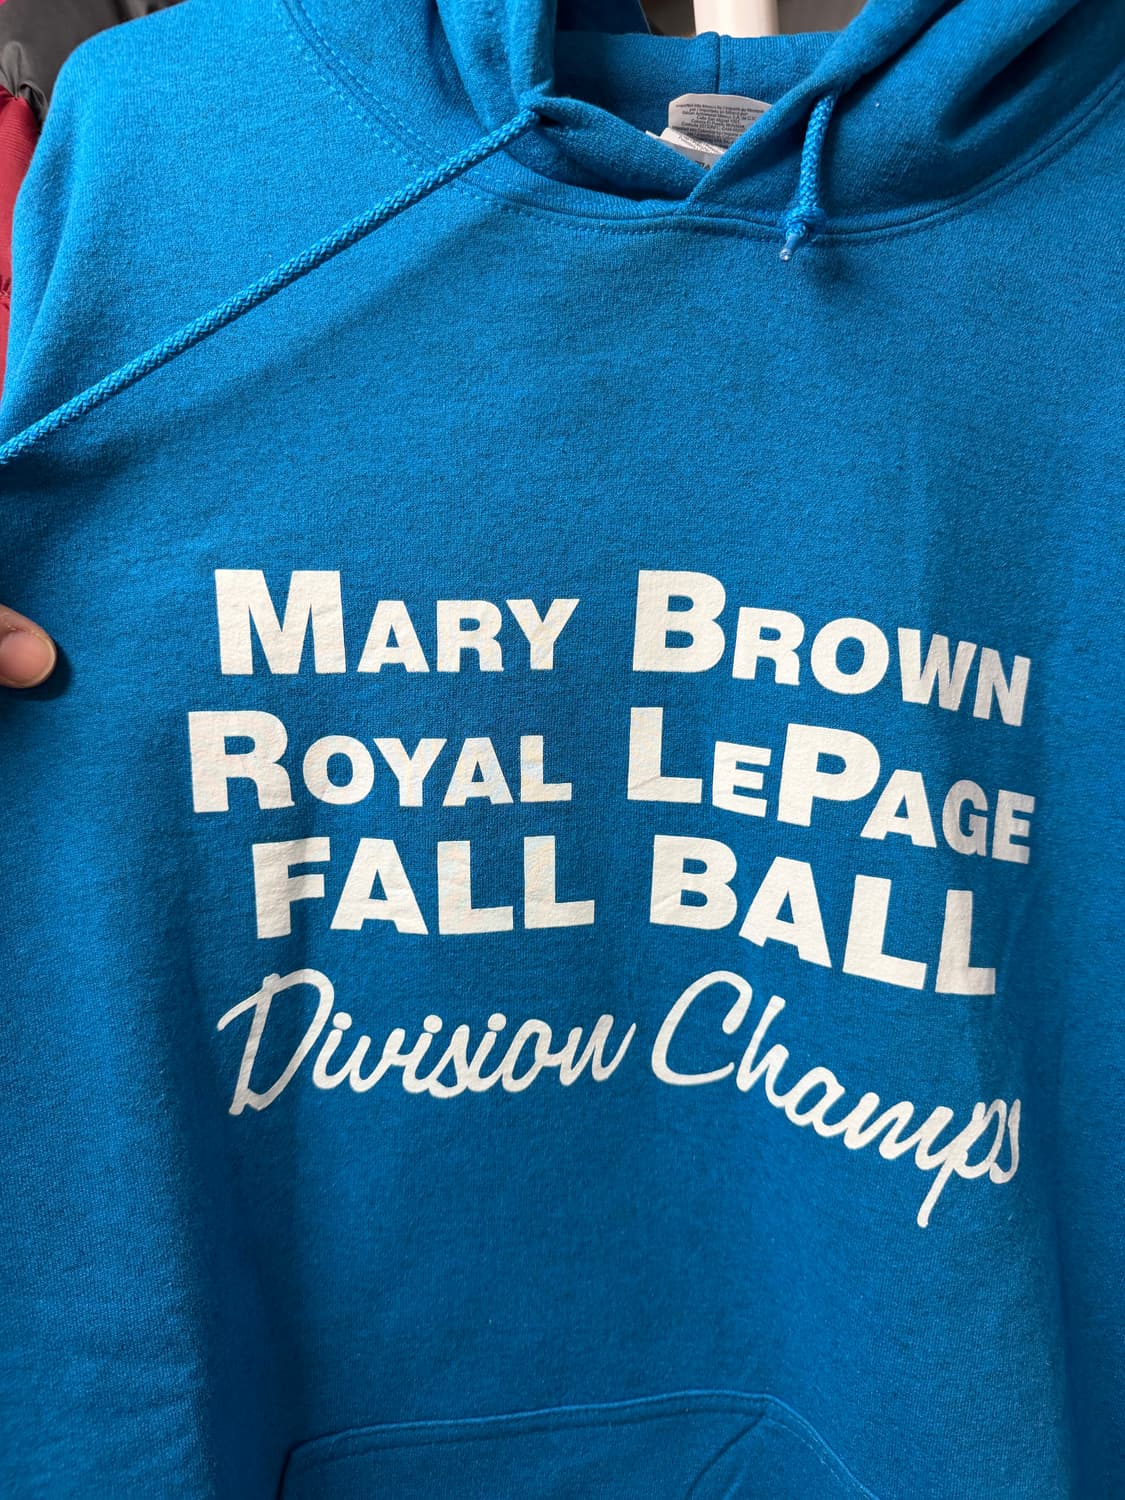 MARY BROWN
ROYAL LEPAGE
FALL BALL
Division Champs